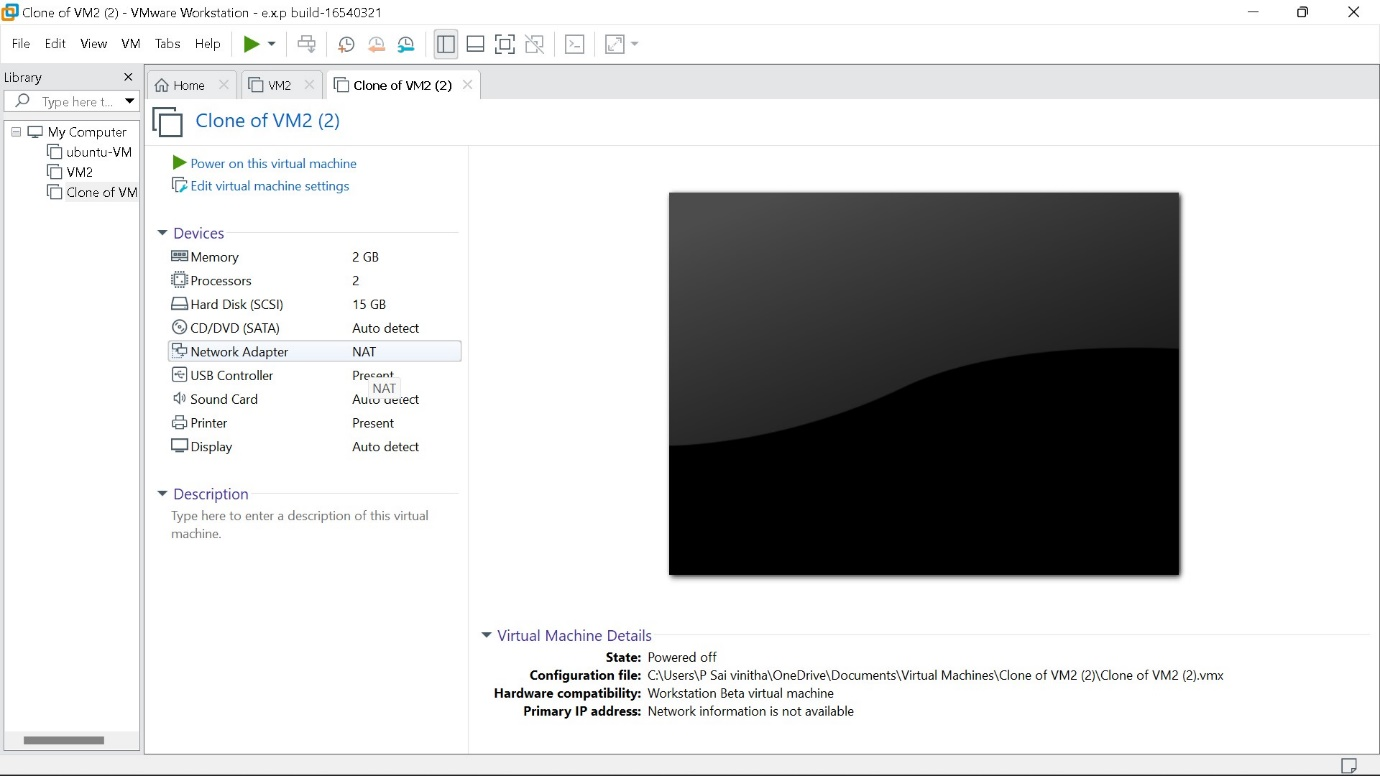 Clone of VM2 (2) - VMware Workstation - e.x.p build-16540321
File Edit View VM Tabs Help
Library
Type here t...
My Computer
ubuntu-VM
VM2
Clone of VM
Home VM2 Clone of VM2 (2)
Clone of VM2 (2)
Power on this virtual machine
Edit virtual machine settings
Devices
Memory 2 GB
Processors 2
Hard Disk (SCSI) 15 GB
CD/DVD (SATA) Auto detect
Network Adapter NAT
USB Controller Present
NAT
Sound Card Auto detect
Printer Present
Display Auto detect
Description
Type here to enter a description of this virtual
machine.
Virtual Machine Details
State: Powered off
Configuration file: C:\Users\P Sai vinitha\OneDrive\Documents\Virtual Machines\Clone of VM2 (2)\Clone of VM2 (2).vmx
Hardware compatibility: Workstation Beta virtual machine
Primary IP address: Network information is not available